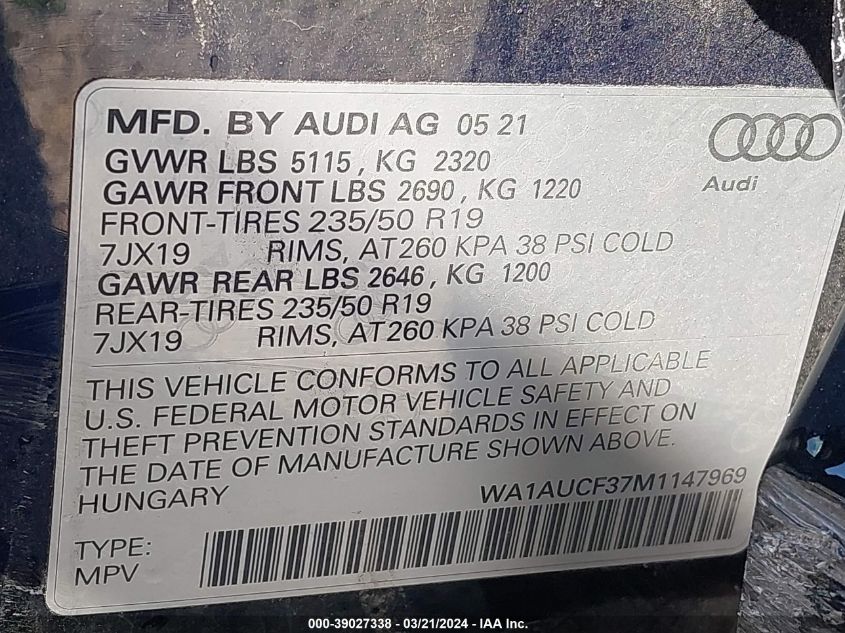 MFD. BY AUDI AG 05 21
Audi
GVWR LBS 5115, KG 2320
GAWR FRONT LBS 2690, KG 1220
FRONT-TIRES 235/50 R19
7JX19 RIMS, AT260 KPA 38 PSI COLD
GAWR REAR LBS 2646, KG 1200
REAR-TIRES 235/50 R19
7JX19 RIMS, AT260 KPA 38 PSI COLD
THIS VEHICLE CONFORMS TO ALL APPLICABLE
U.S. FEDERAL MOTOR VEHICLE SAFETY AND
THEFT PREVENTION STANDARDS IN EFFECT ON
THE DATE OF MANUFACTURE SHOWN ABOVE.
HUNGARY WA1AUCF37M1147969
TYPE:
MPV
000-39027338 - 03/21/2024 - IAA Inc.